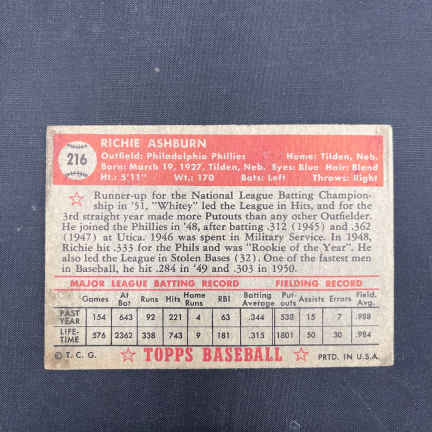 216
RICHIE ASHBURN
Outfield: Philadelphia Phillies Home: Tilden, Neb.
Born: March 19, 1927, Tilden, Neb. Eyes: Blue Hair: Blend
Ht.: 5'11" Wt.: 170 Bats: Left Throws: Right
Runner-up for the National League Batting Champion-
ship in '51, "Whitey" led the League in Hits, and for the
3rd straight year made more Putouts than any other Outfielder.
He joined the Phillies in '48, after batting .312 (1945) and .362
(1947) at Utica. 1946 was spent in Military Service. In 1948,
Richie hit .333 for the Phils and was "Rookie of the Year". He
also led the League in Stolen Bases (32). One of the fastest men
in Baseball, he hit .284 in '49 and .303 in 1950.
MAJOR LEAGUE BATTING RECORD FIELDING RECORD
Games At Bat Runs Hits Home Runs RBI Batting Average Put-outs Assists Errors Field. Avg.
PAST YEAR 154 643 92 221 4 63 .344 538 15 7 .988
LIFE-TIME 576 2362 338 743 9 181 .315 1801 50 30 .984
© T.C.G. TOPPS BASEBALL PRTD. IN U.S.A.